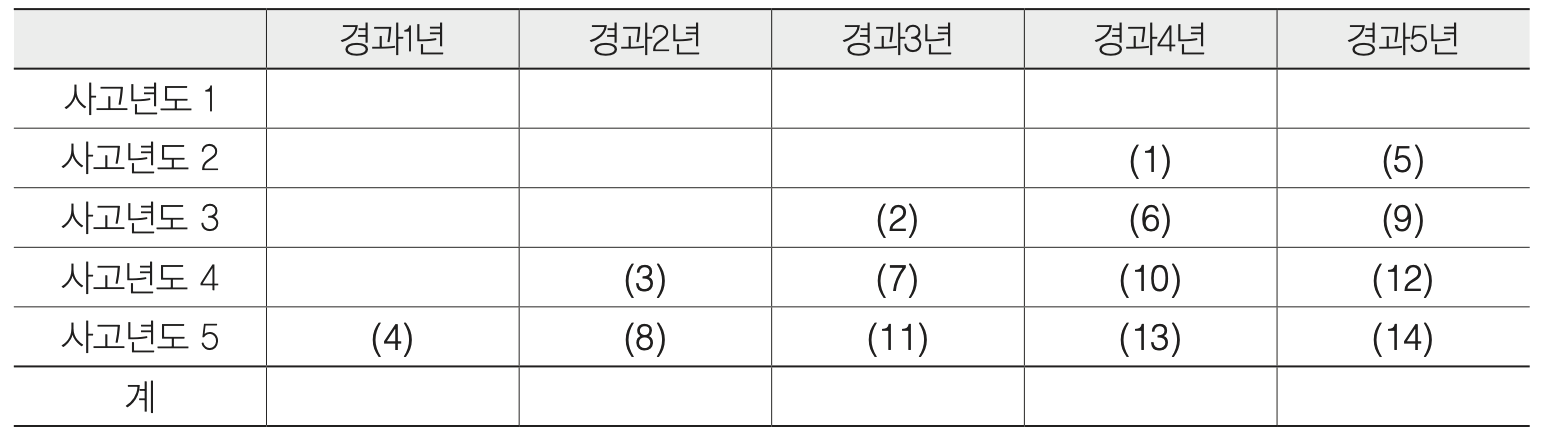 경과1년 경과2년 경과3년 경과4년 경과5년
사고년도 1
사고년도 2 (1) (5)
사고년도 3 (2) (6) (9)
사고년도 4 (3) (7) (10) (12)
사고년도 5 (4) (8) (11) (13) (14)
계